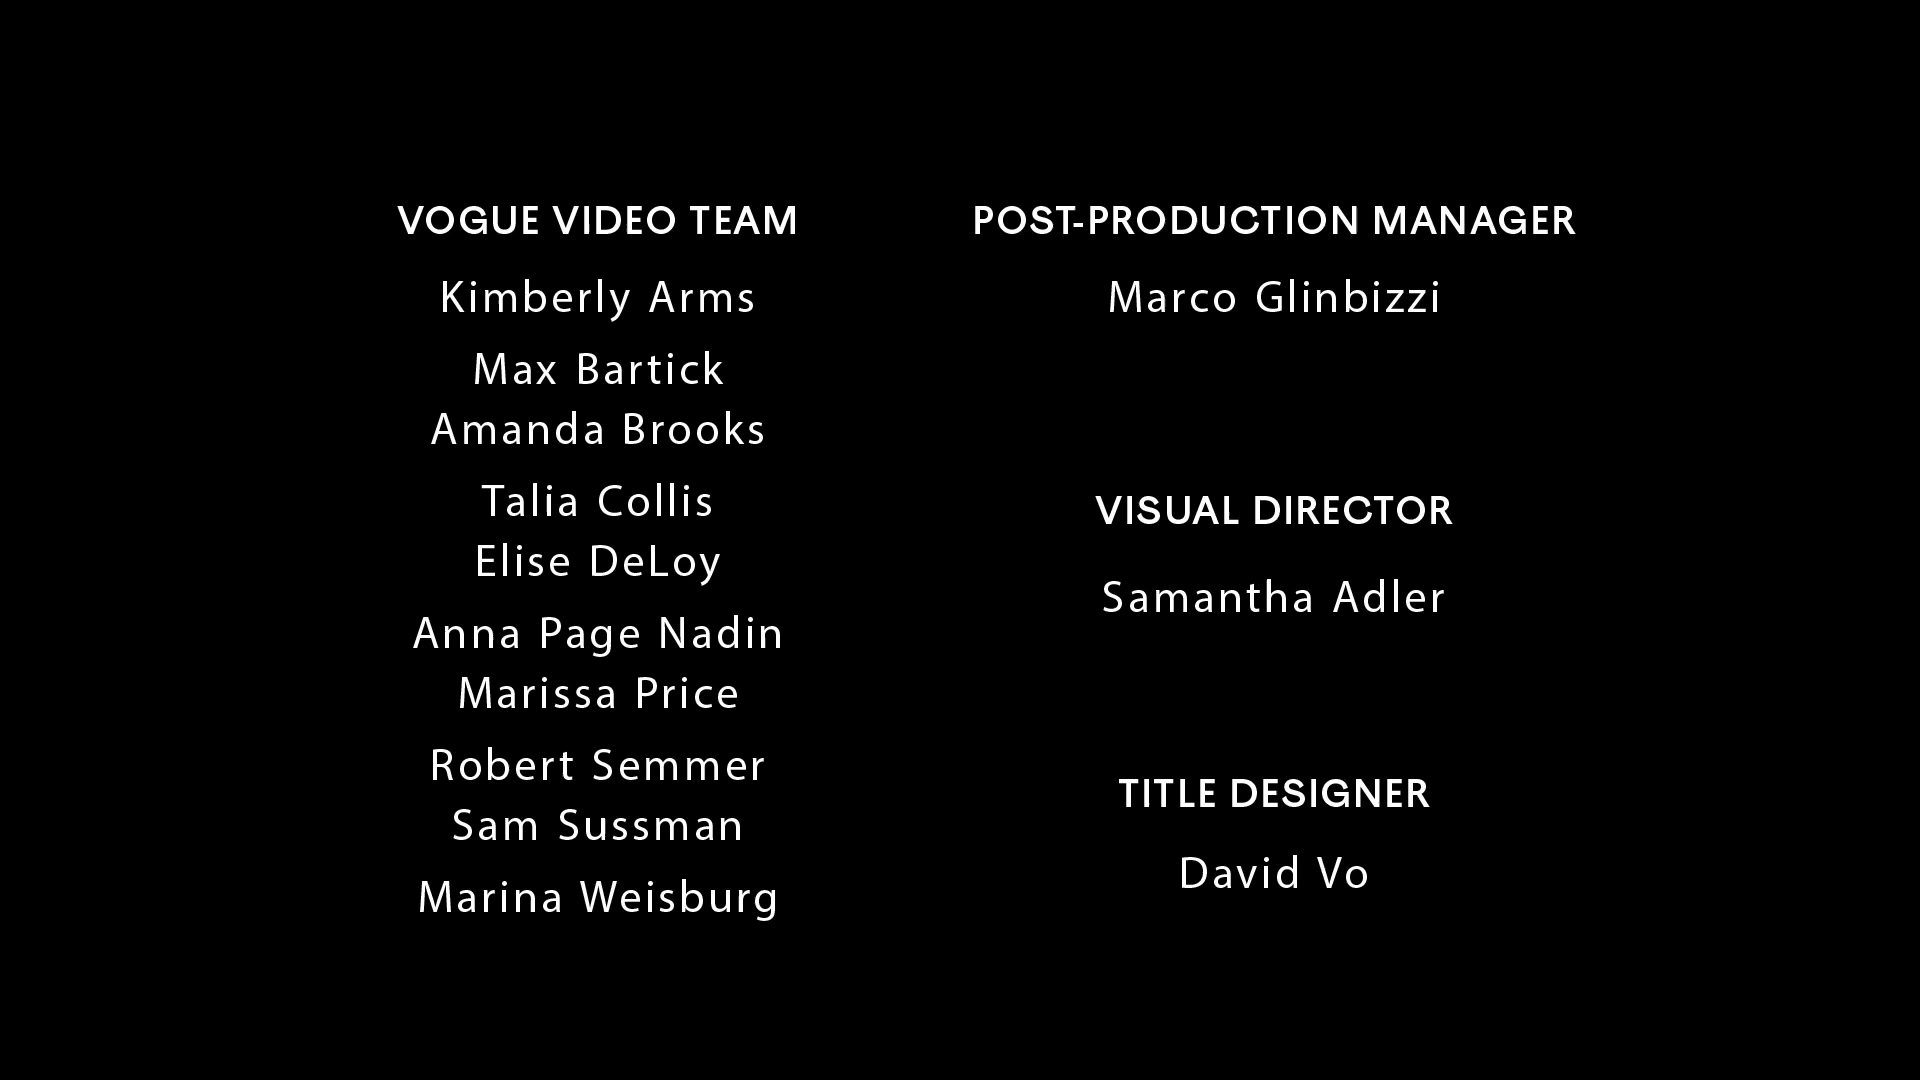 VOGUE VIDEO TEAM
Kimberly Arms
Max Bartick
Amanda Brooks
Talia Collis
Elise DeLoy
Anna Page Nadin
Marissa Price
Robert Semmer
Sam Sussman
Marina Weisburg
POST-PRODUCTION MANAGER
Marco Glinbizzi
VISUAL DIRECTOR
Samantha Adler
TITLE DESIGNER
David Vo